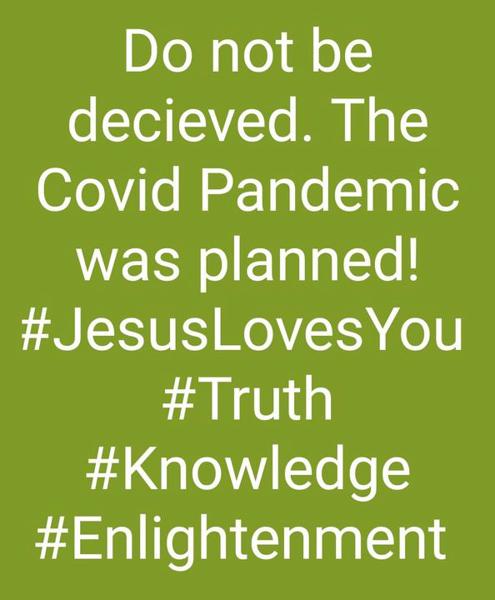 Do not be
decieved. The
Covid Pandemic
was planned!
#JesusLovesYou
#Truth
#Knowledge
#Enlightenment